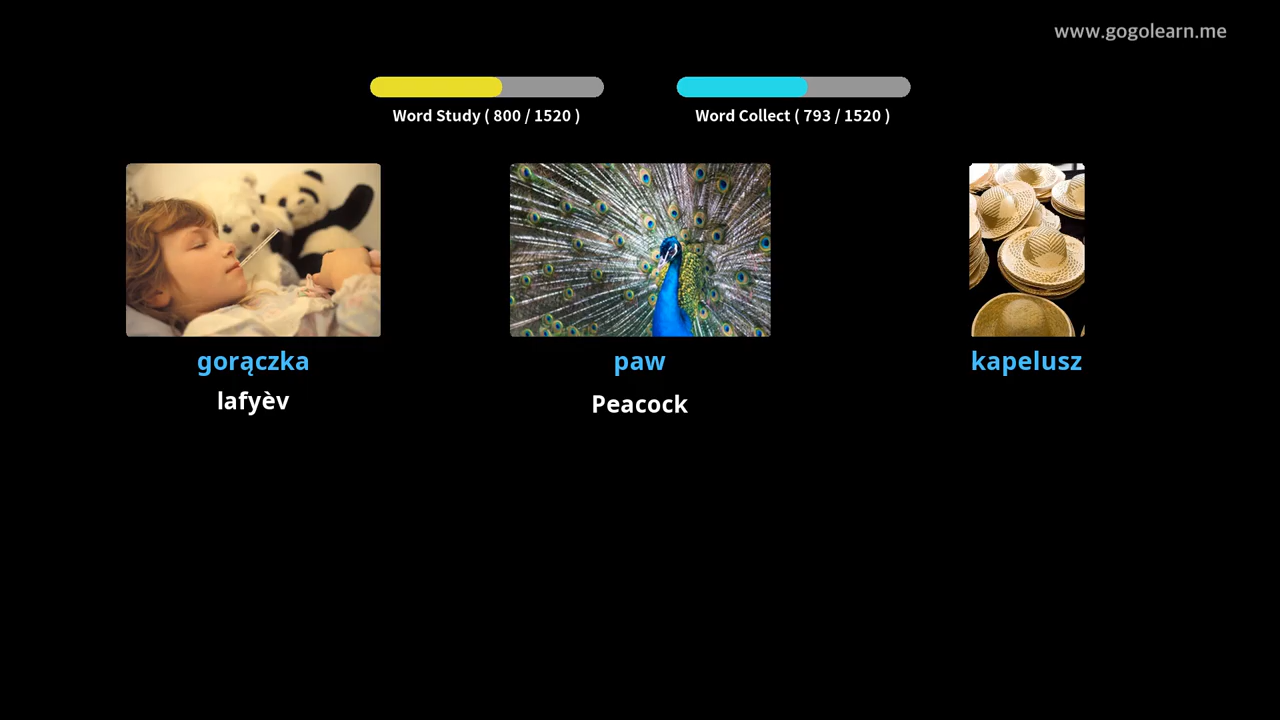 www.gogolearn.me
Word Study ( 800 / 1520 )
Word Collect ( 793 / 1520 )
gorączka
paw
kapelusz
lafyèv
Peacock